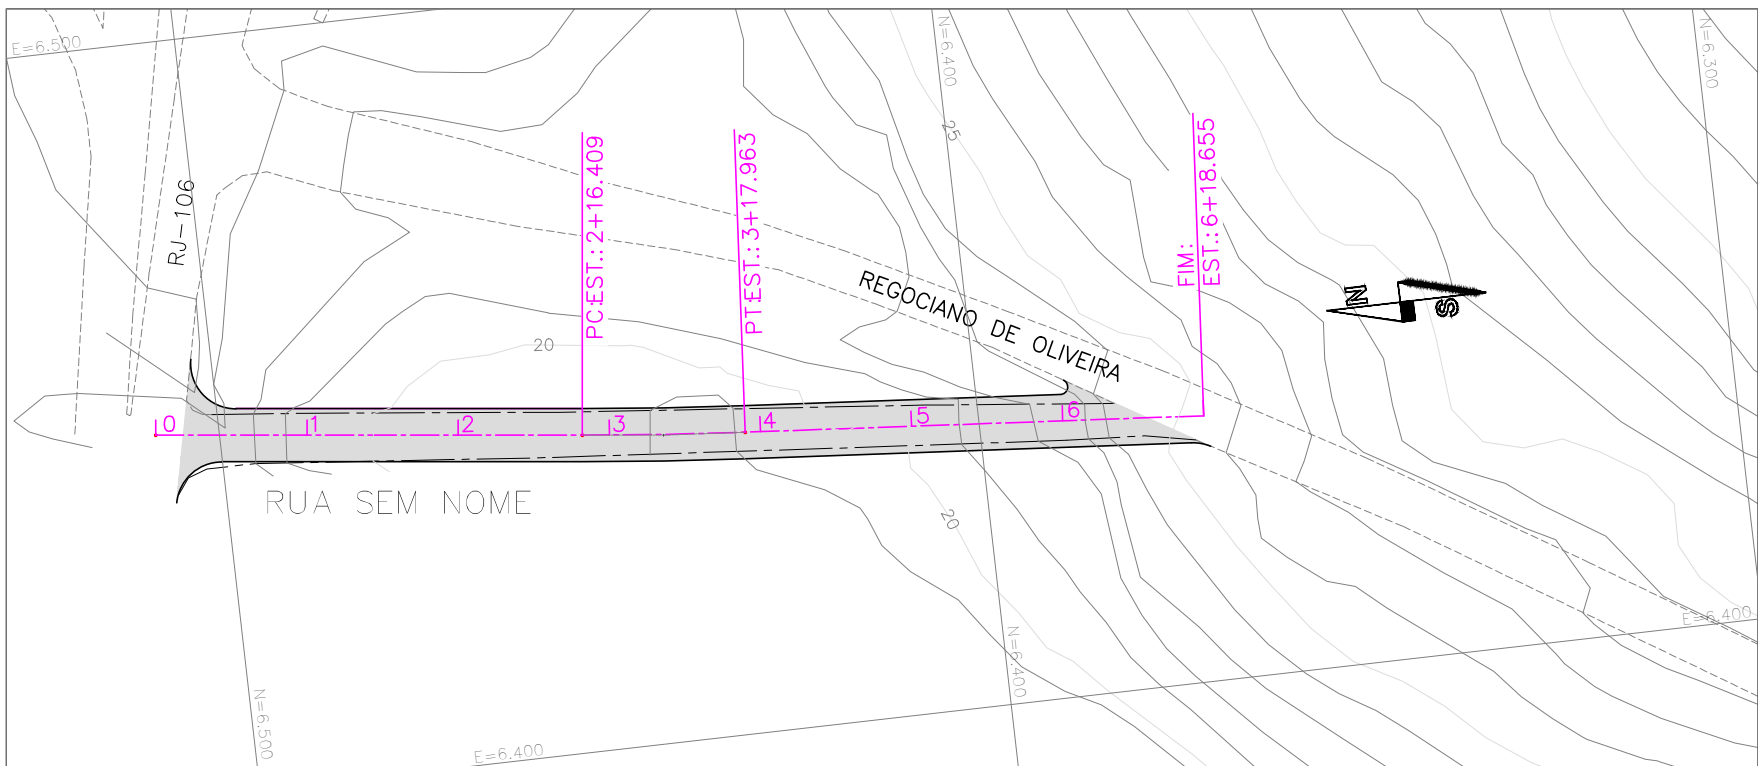 E=6.500
N=6.400
N=6.300
25
RJ-106
PC:EST.: 2+16.409
PT:EST.: 3+17.963
FIM:
EST.: 6+18.655
REGOCIANO DE OLIVEIRA
N
S
20
0
1
2
3
4
5
6
RUA SEM NOME
20
E=6.400
N=6.400
N=6.500
E=6.400